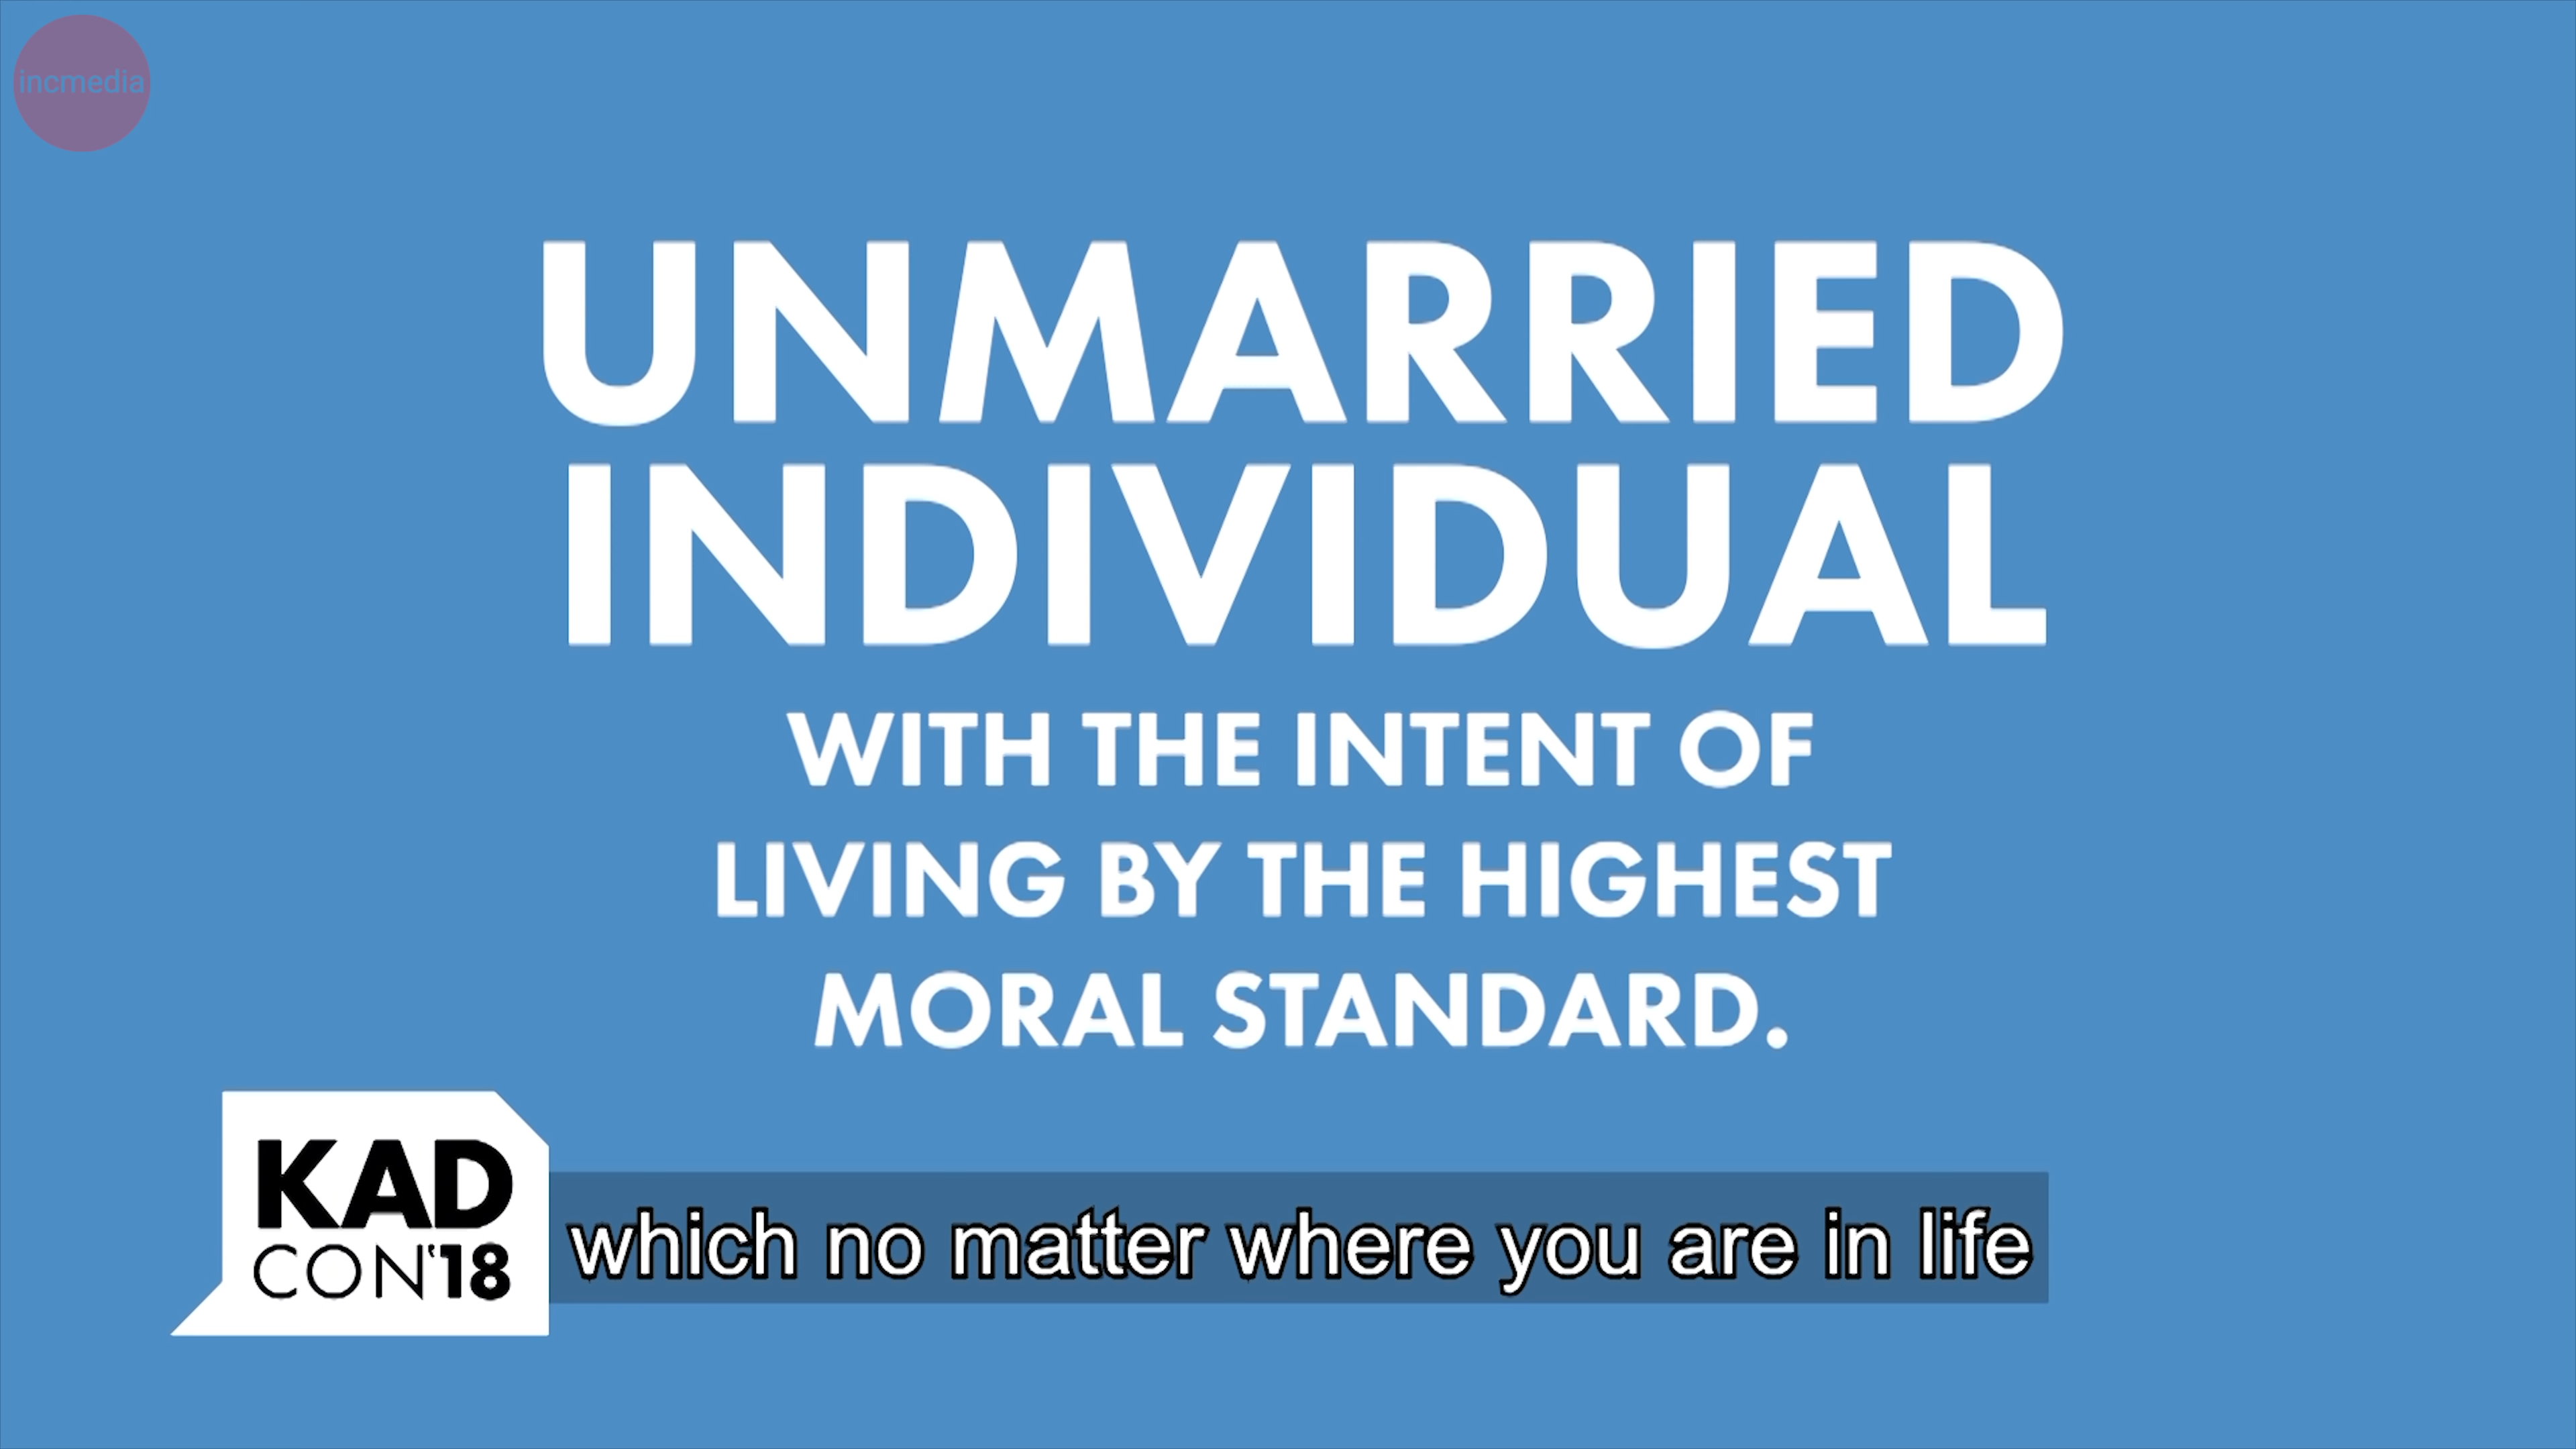 incmedia
UNMARRIED
INDIVIDUAL
WITH THE INTENT OF
LIVING BY THE HIGHEST
MORAL STANDARD.
KAD
CON'18
which no matter where you are in life